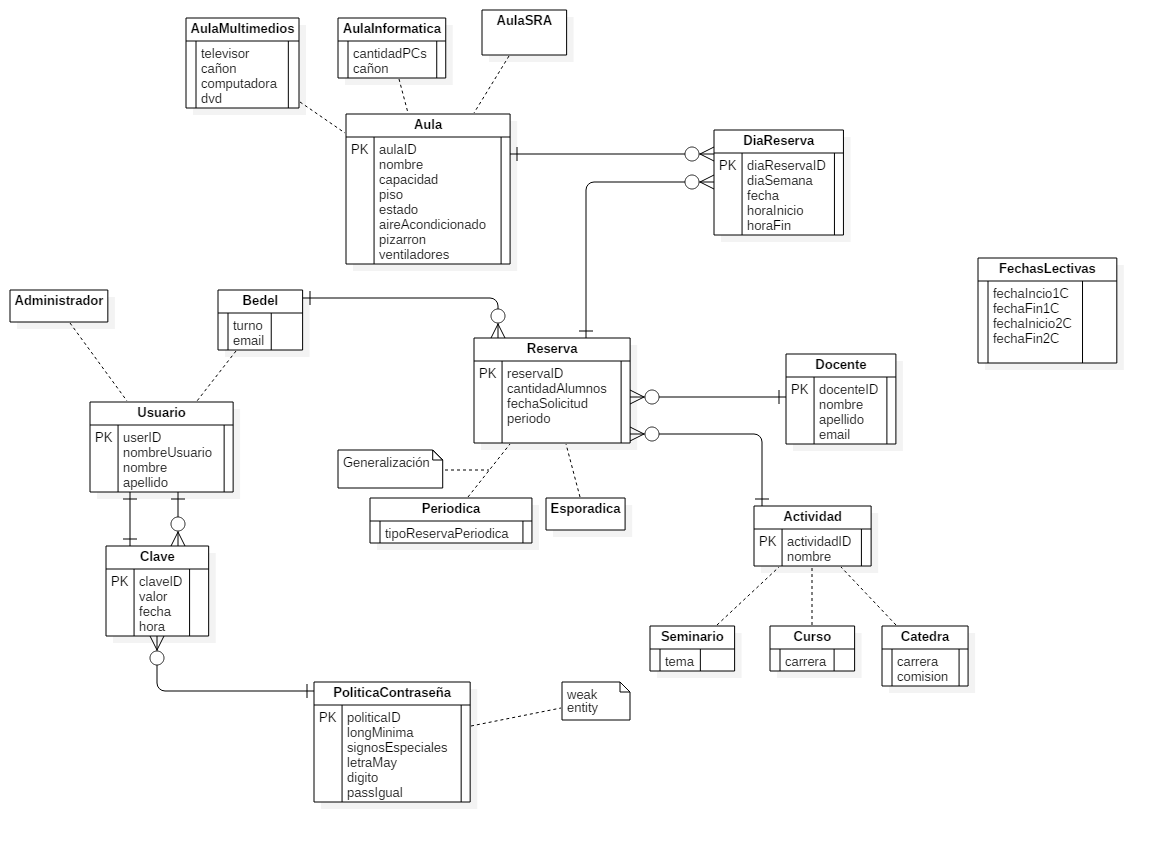 AulaMultimedios
televisor
cañon
computadora
dvd
AulaInformatica
cantidadPCs
cañon
AulaSRA
Aula
PK aulaID
nombre
capacidad
piso
estado
aireAcondicionado
pizarron
ventiladores
DiaReserva
PK diaReservaID
diaSemana
fecha
horaInicio
horaFin
FechasLectivas
fechaIncio1C
fechaFin1C
fechaInicio2C
fechaFin2C
Administrador
Bedel
turno
email
Reserva
PK reservaID
cantidadAlumnos
fechaSolicitud
periodo
Docente
PK docenteID
nombre
apellido
email
Usuario
PK userID
nombreUsuario
nombre
apellido
Generalización
Periodica
tipoReservaPeriodica
Esporadica
Actividad
PK actividadID
nombre
Clave
PK claveID
valor
fecha
hora
Seminario
tema
Curso
carrera
Catedra
carrera
comision
PoliticaContraseña
PK politicaID
longMinima
signosEspeciales
letraMay
digito
passIgual
weak
entity